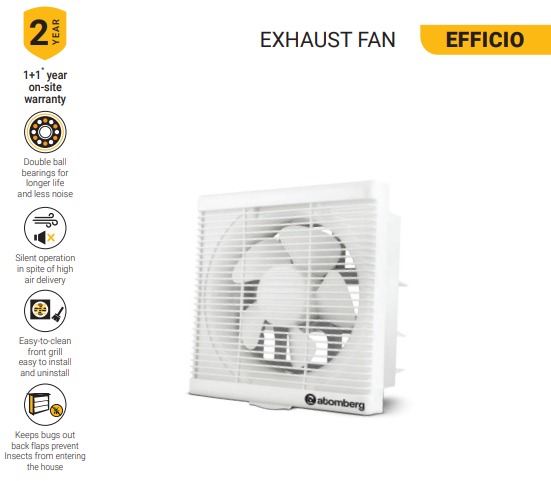 2 YEAR
1+1* year
on-site
warranty
EXHAUST FAN
EFFICIO
Double ball
bearings for
longer life
and less noise
Silent operation
in spite of high
air delivery
Easy-to-clean
front grill
easy to install
and uninstall
Keeps bugs out
back flaps prevent
Insects from entering
the house
atomberg